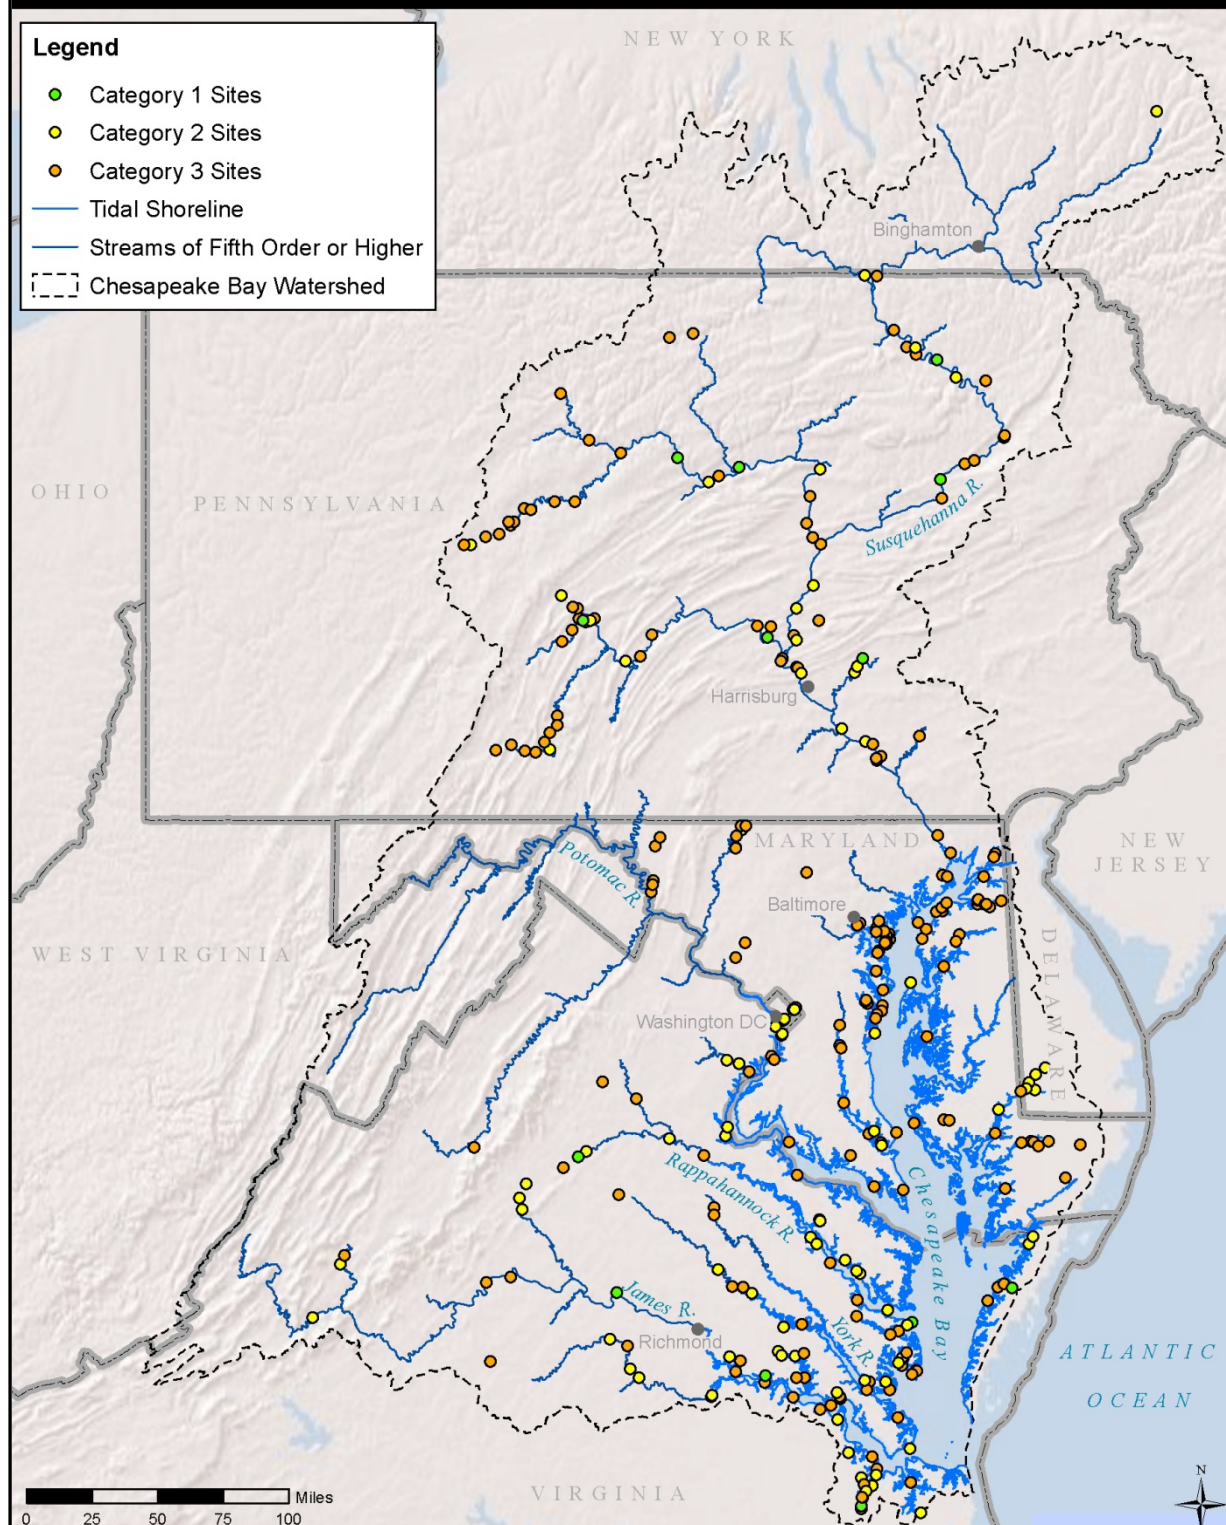 Legend
Category 1 Sites
Category 2 Sites
Category 3 Sites
Tidal Shoreline
Streams of Fifth Order or Higher
Chesapeake Bay Watershed
NEW YORK
Binghamton
OHIO
PENNSYLVANIA
Susquehanna R.
Harrisburg
MARYLAND
NEW
JERSEY
Potomac R.
Baltimore
WEST VIRGINIA
DELAWARE
Washington DC
Rappahannock R.
Chesapeake Bay
James R.
York R.
Richmond
ATLANTIC
OCEAN
VIRGINIA
N
Miles
0 25 50 75 100